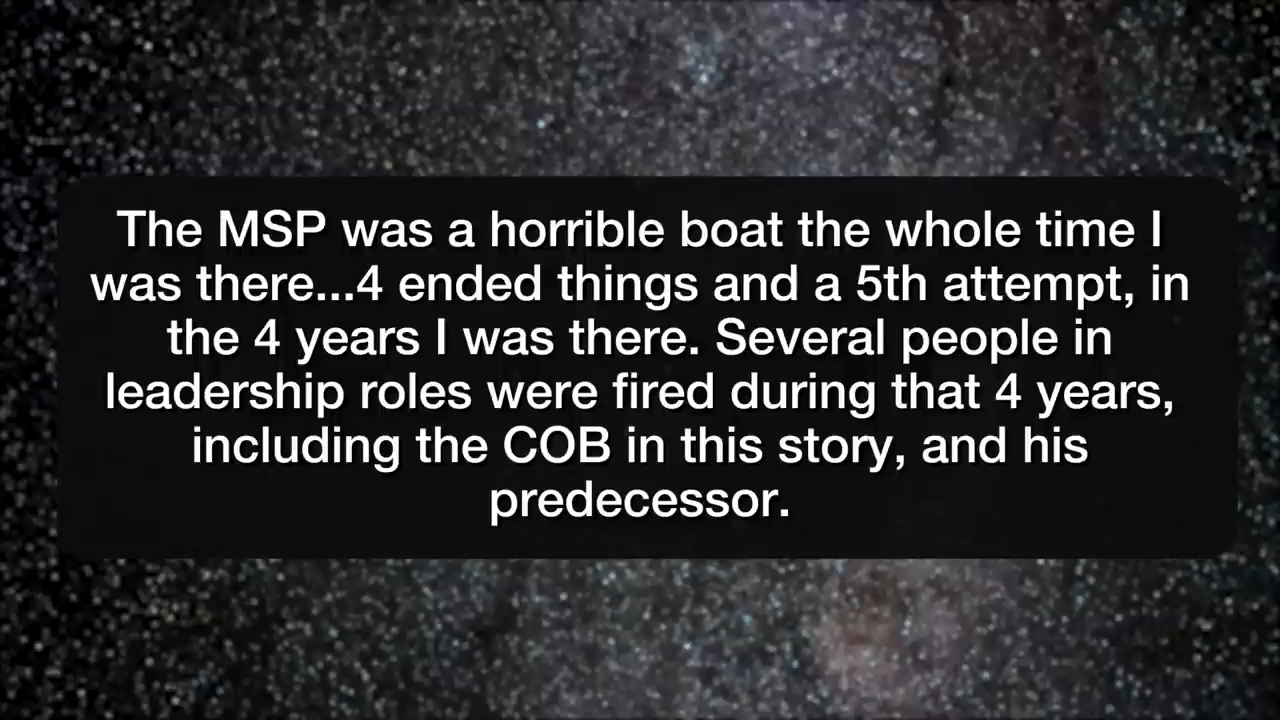 The MSP was a horrible boat the whole time I
was there...4 ended things and a 5th attempt, in
the 4 years I was there. Several people in
leadership roles were fired during that 4 years,
including the COB in this story, and his
predecessor.